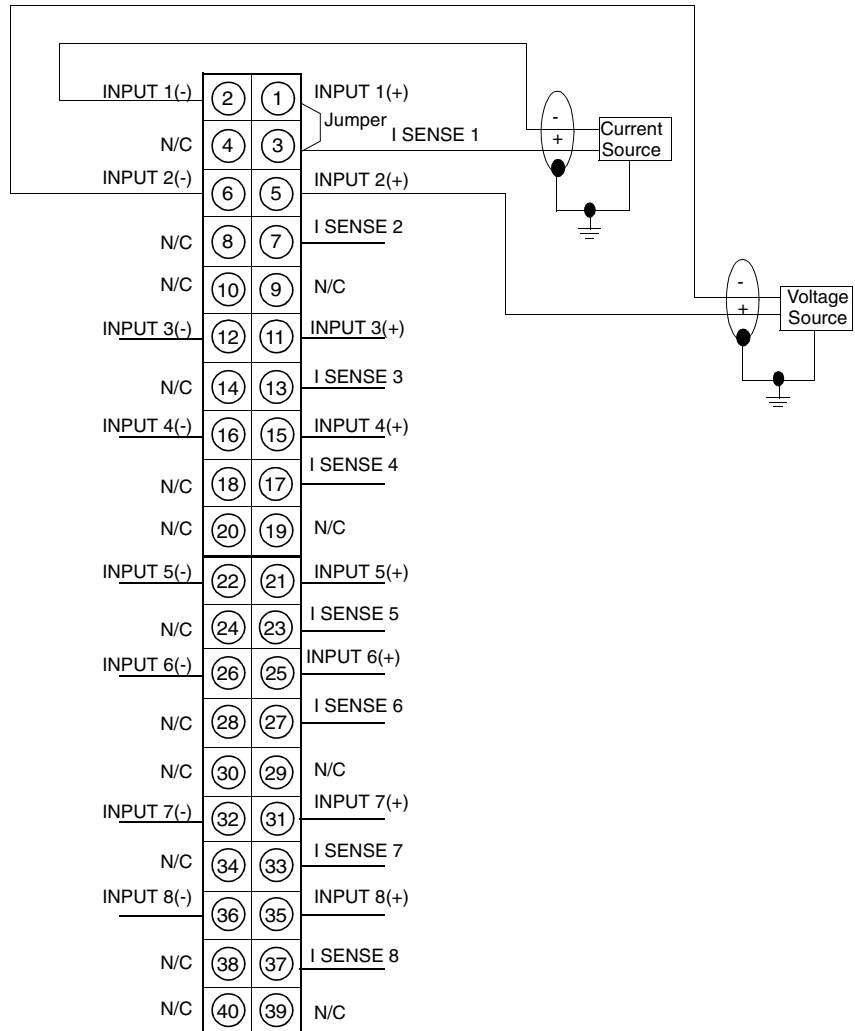 INPUT 1(-) 2 1 INPUT 1(+)
Jumper
N/C 4 3 I SENSE 1
-
+
Current
Source
INPUT 2(-) 6 5 INPUT 2(+)
N/C 8 7 I SENSE 2
N/C 10 9 N/C
-
+
Voltage
Source
INPUT 3(-) 12 11 INPUT 3(+)
N/C 14 13 I SENSE 3
INPUT 4(-) 16 15 INPUT 4(+)
N/C 18 17 I SENSE 4
N/C 20 19 N/C
INPUT 5(-) 22 21 INPUT 5(+)
N/C 24 23 I SENSE 5
INPUT 6(-) 26 25 INPUT 6(+)
N/C 28 27 I SENSE 6
N/C 30 29 N/C
INPUT 7(-) 32 31 INPUT 7(+)
N/C 34 33 I SENSE 7
INPUT 8(-) 36 35 INPUT 8(+)
N/C 38 37 I SENSE 8
N/C 40 39 N/C